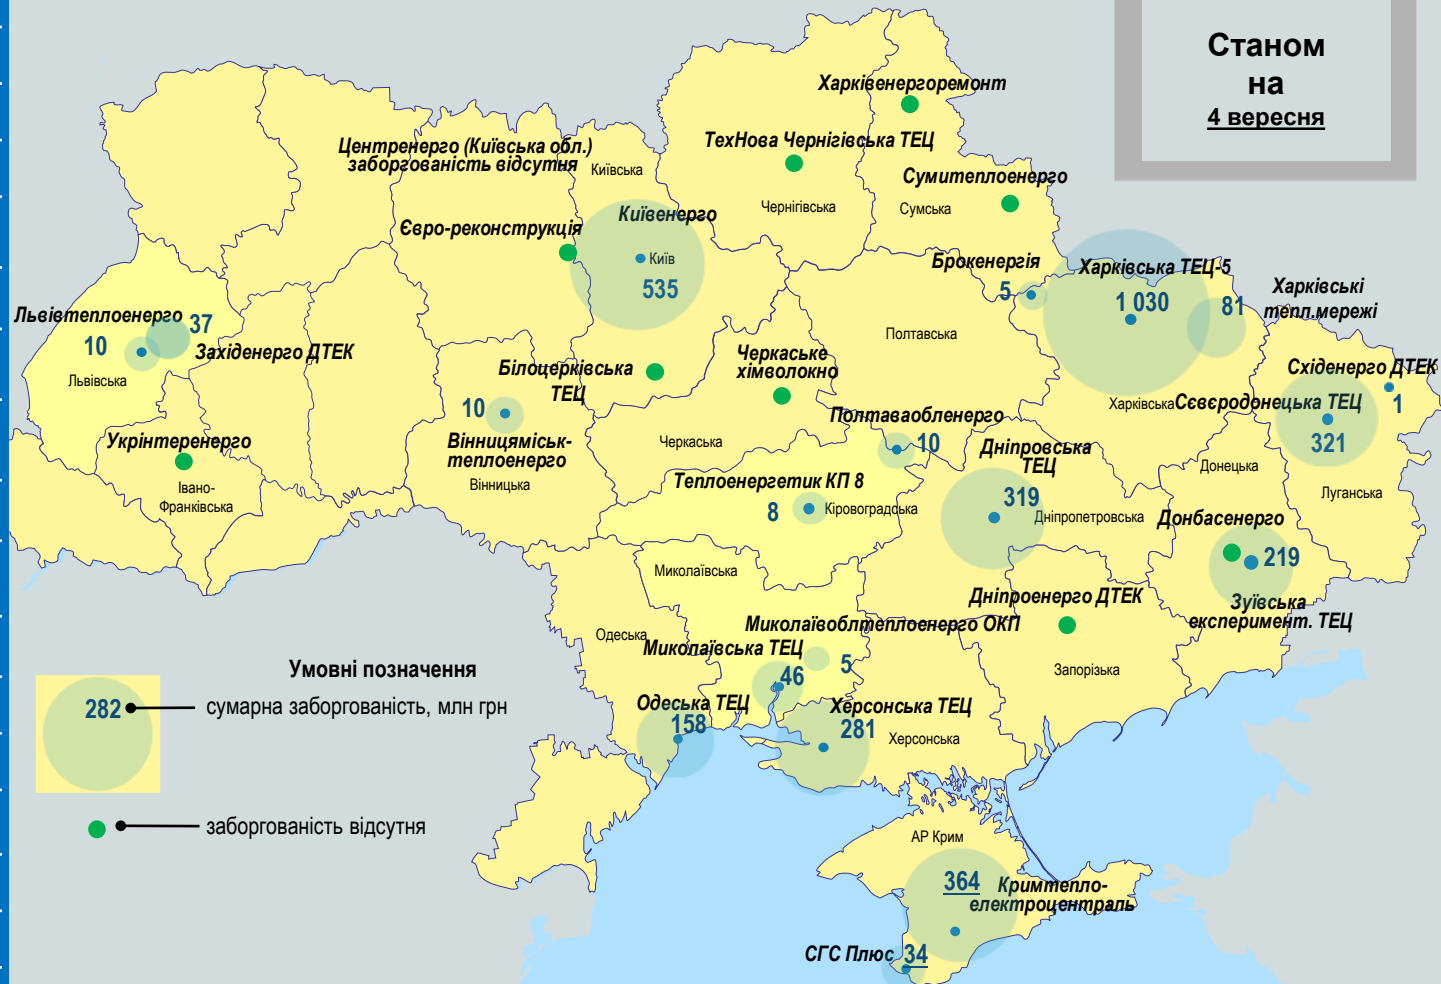 Станом
на
4 вересня
Харківенергоремонт
Центренерго (Київська обл.)
заборгованість відсутня
Київська
ТехНова Чернігівська ТЕЦ
Чернігівська
Сумитеплоенерго
Сумська
Євро-реконструкція
Київенерго
Київ
535
Брокенергія
5
Харківська ТЕЦ-5
1 030
81
Харківські
тепл.мережі
Львівтеплоенерго
37
10
Західенерго ДТЕК
Львівська
Полтавська
Білоцерківська
ТЕЦ
Черкаське
хімволокно
Східенерго ДТЕК
1
Харківська
Сєвєродонецька ТЕЦ
321
10
Вінницяміськ-
теплоенерго
Вінницька
Полтаваобленерго
10
Укрінтеренерго
Івано-
Франківська
Черкаська
Дніпровська
ТЕЦ
319
Дніпропетровська
Донецька
Луганська
Теплоенергетик КП 8
8
Кіровоградська
Донбасенерго
219
Зуївська
експеримент. ТЕЦ
Миколаївська
Дніпроенерго ДТЕК
Запорізька
Одеська
Миколаївоблтеплоенерго ОКП
5
Миколаївська ТЕЦ
46
Одеська ТЕЦ
158
Херсонська ТЕЦ
281
Херсонська
Умовні позначення
282
сумарна заборгованість, млн грн
заборгованість відсутня
АР Крим
364
Кримтепло-
електроцентраль
СГС Плюс
34